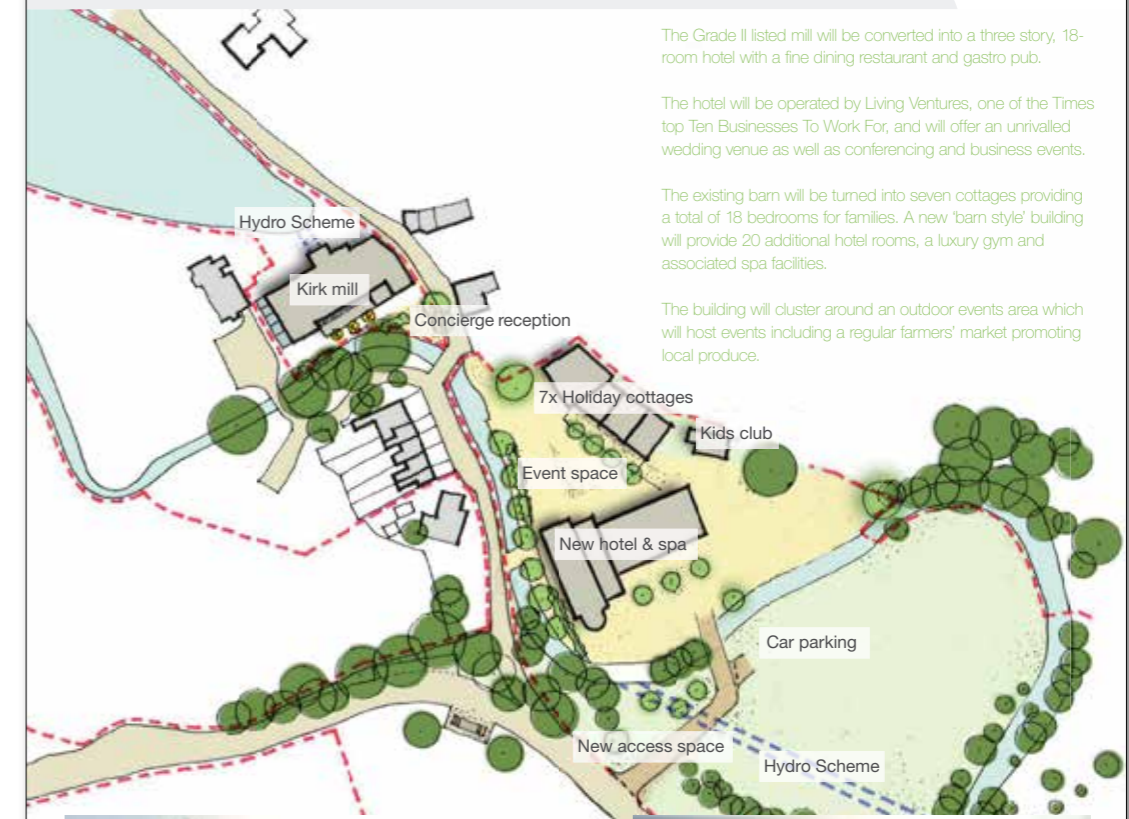 The Grade II listed mill will be converted into a three story, 18-
room hotel with a fine dining restaurant and gastro pub.
The hotel will be operated by Living Ventures, one of the Times
top Ten Businesses To Work For, and will offer an unrivalled
wedding venue as well as conferencing and business events.
The existing barn will be turned into seven cottages providing
a total of 18 bedrooms for families. A new ‘barn style’ building
will provide 20 additional hotel rooms, a luxury gym and
associated spa facilities.
The building will cluster around an outdoor events area which
will host events including a regular farmers’ market promoting
local produce.
Hydro Scheme
Kirk mill
Concierge reception
7x Holiday cottages
Kids club
Event space
New hotel & spa
Car parking
New access space
Hydro Scheme